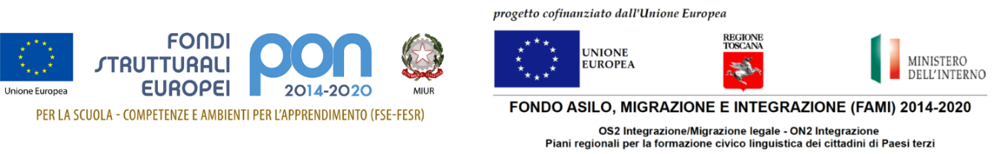 FONDI
STRUTTURALI
EUROPEI
pon
2014-2020
Unione Europea
MIUR
PER LA SCUOLA - COMPETENZE E AMBIENTI PER L'APPRENDIMENTO (FSE-FESR)
progetto cofinanziato dall'Unione Europea
UNIONE
EUROPEA
REGIONE
TOSCANA
MINISTERO
DELL'INTERNO
FONDO ASILO, MIGRAZIONE E INTEGRAZIONE (FAMI) 2014-2020
OS2 Integrazione/Migrazione legale - ON2 Integrazione
Piani regionali per la formazione civico linguistica dei cittadini di Paesi terzi